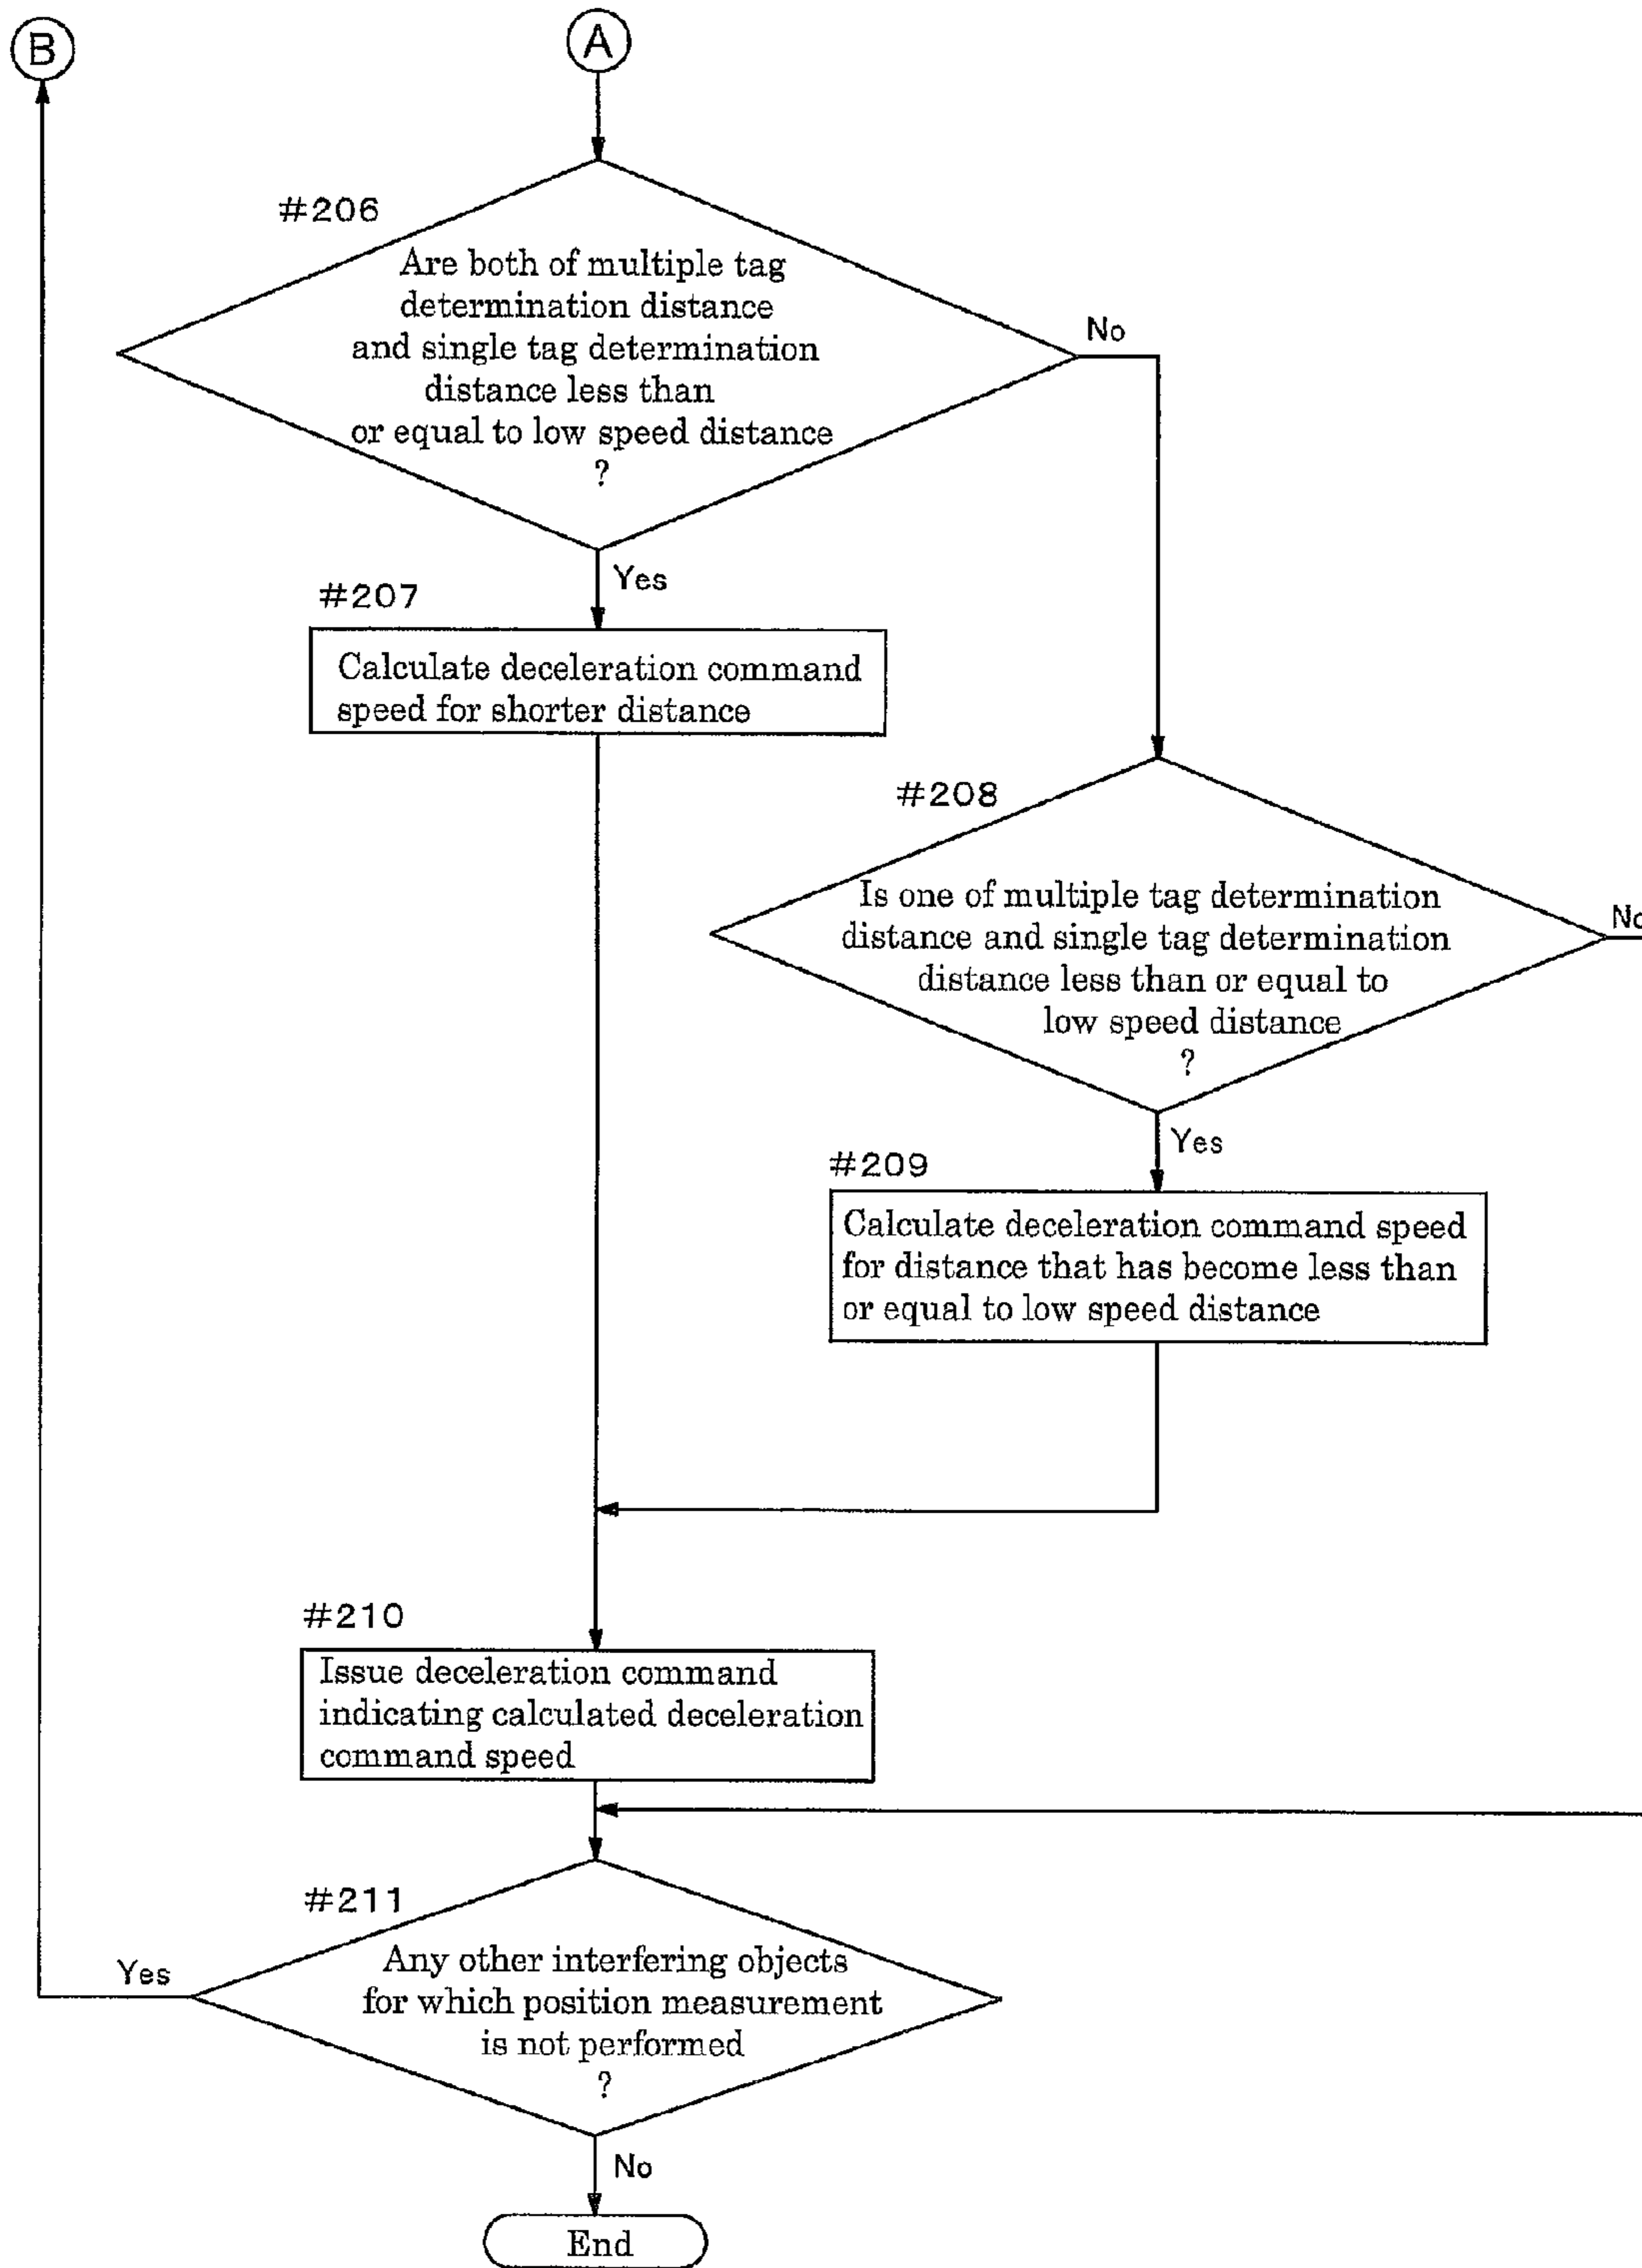 B
A
#206
Are both of multiple tag
determination distance
and single tag determination
distance less than
or equal to low speed distance
?
No
Yes
#207
Calculate deceleration command
speed for shorter distance
#208
Is one of multiple tag determination
distance and single tag determination
distance less than or equal to
low speed distance
?
No
Yes
#209
Calculate deceleration command speed
for distance that has become less than
or equal to low speed distance
#210
Issue deceleration command
indicating calculated deceleration
command speed
#211
Any other interfering objects
for which position measurement
is not performed
?
Yes
No
End